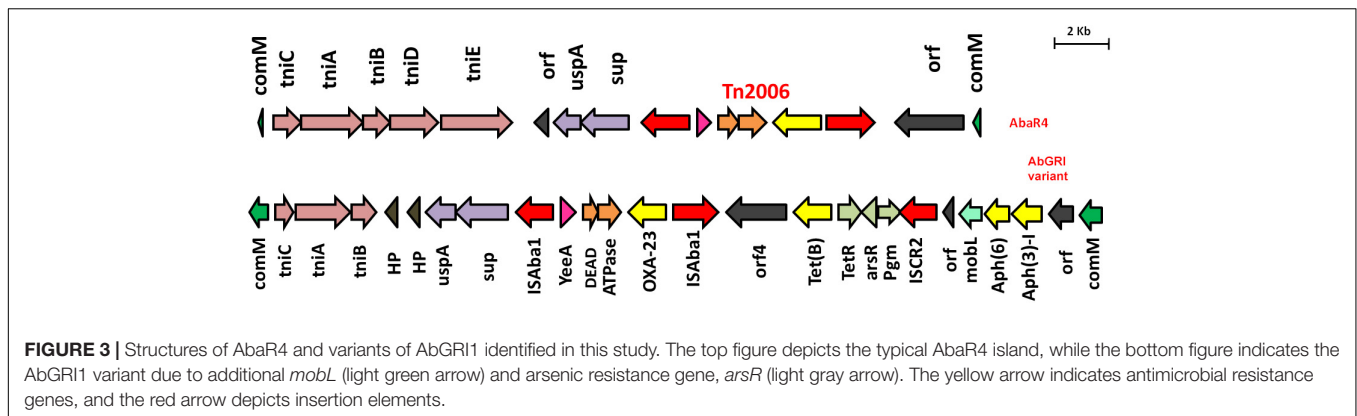 2 Kb
comM tniC tniA tniB tniD tniE orf uspA sup orf comM
Tn2006
AbaR4
AbGRI
variant
comM tniC tniA tniB HP HP uspA sup ISAba1 YeeA DEAD ATPase OXA-23 ISAba1 orf4 Tet(B) TetR arsR Pgm ISCR2 orf mobL Aph(6) Aph(3)-I orf comM
FIGURE 3 | Structures of AbaR4 and variants of AbGRI1 identified in this study. The top figure depicts the typical AbaR4 island, while the bottom figure indicates the
AbGRI1 variant due to additional mobL (light green arrow) and arsenic resistance gene, arsR (light gray arrow). The yellow arrow indicates antimicrobial resistance
genes, and the red arrow depicts insertion elements.